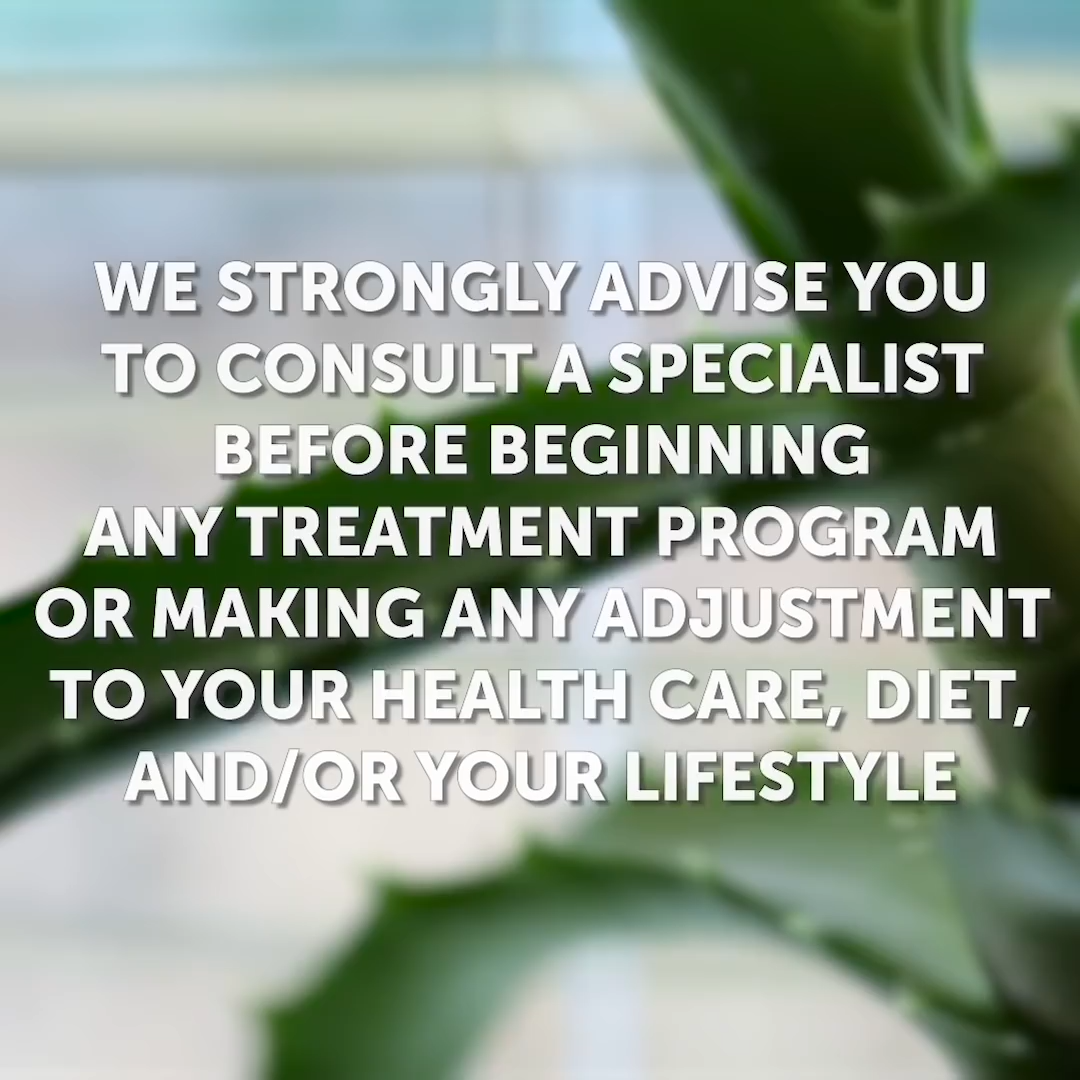 WE STRONGLY ADVISE YOU
TO CONSULT A SPECIALIST
BEFORE BEGINNING
ANY TREATMENT PROGRAM
OR MAKING ANY ADJUSTMENT
TO YOUR HEALTH CARE, DIET,
AND/OR YOUR LIFESTYLE